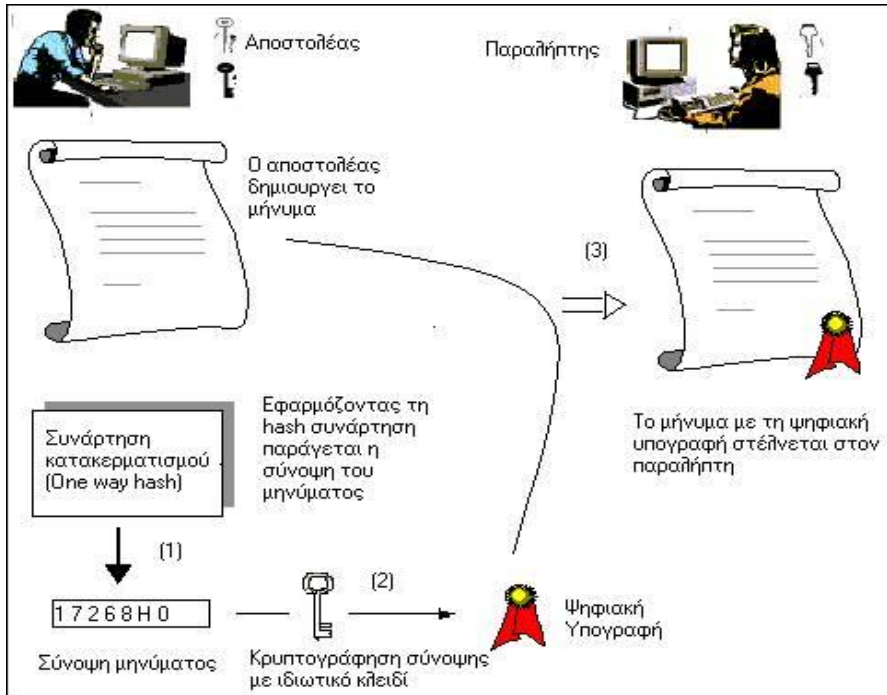 Αποστολέας
Παραλήπτης
Ο αποστολέας
δημιουργει το
μήνυμα
(3)
Συνάρτηση
κατακερματισμού
(One way hash)
Εφαρμόζοντας τη
hash συνάρτηση
παράγεται η
σύνοψη του
μηνύματος
Το μήνυμα με τη ψηφιακή
υπογραφή στέλνεται στον
παραλήπτη
(1)
17268H0
(2)
Ψηφιακή
Υπογραφή
Σύνοψη μηνύματος
Κρυπτογράφηση σύνοψης
με ιδιωτικό κλειδί